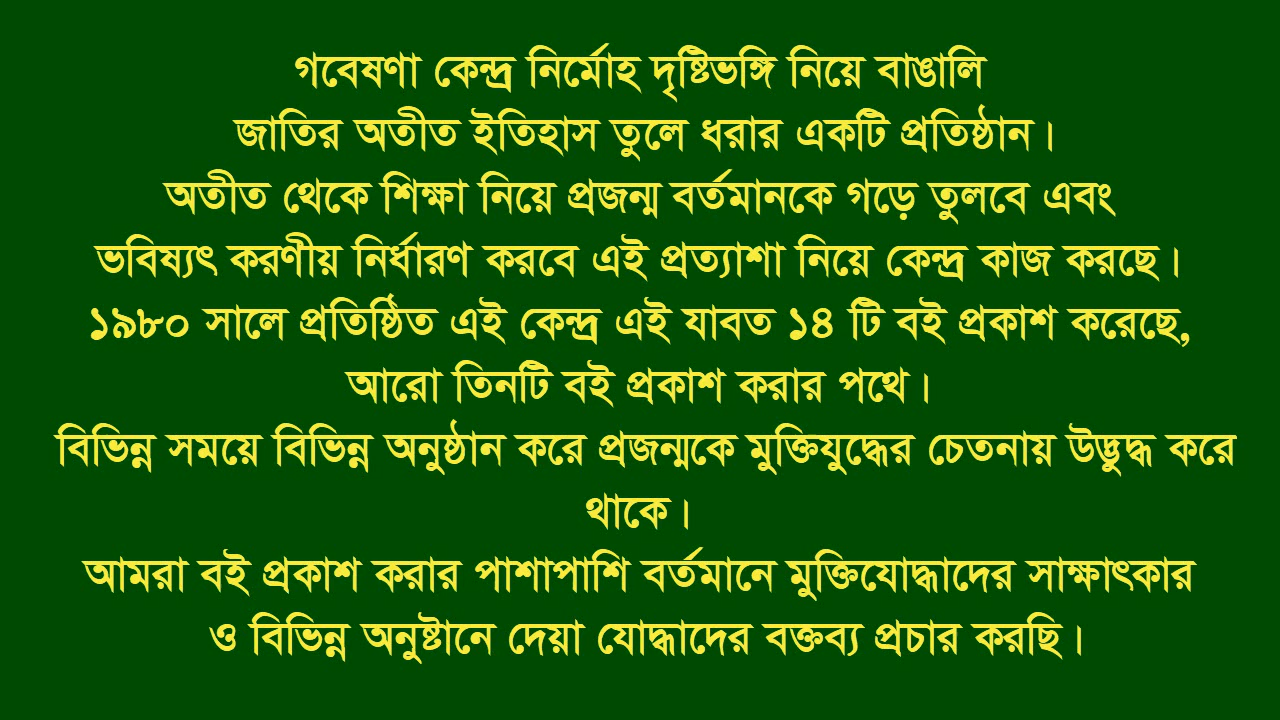 গবেষণা কেন্দ্র নির্মোহ দৃষ্টিভঙ্গি নিয়ে বাঙালি
জাতির অতীত ইতিহাস তুলে ধরার একটি প্রতিষ্ঠান।
অতীত থেকে শিক্ষা নিয়ে প্রজন্ম বর্তমানকে গড়ে তুলবে এবং
ভবিষ্যৎ করণীয় নির্ধারণ করবে এই প্রত্যাশা নিয়ে কেন্দ্র কাজ করছে।
১৯৮০ সালে প্রতিষ্ঠিত এই কেন্দ্র এই যাবত ১৪ টি বই প্রকাশ করেছে,
আরো তিনটি বই প্রকাশ করার পথে।
বিভিন্ন সময়ে বিভিন্ন অনুষ্ঠান করে প্রজন্মকে মুক্তিযুদ্ধের চেতনায় উদ্ভুদ্ধ করে
থাকে।
আমরা বই প্রকাশ করার পাশাপাশি বর্তমানে মুক্তিযোদ্ধাদের সাক্ষাৎকার
ও বিভিন্ন অনুষ্টানে দেয়া যোদ্ধাদের বক্তব্য প্রচার করছি।